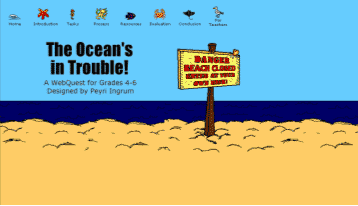 Home Introduction Tasks Process Resources Evaluation Conclusion For Teachers
The Ocean's
in Trouble!
A WebQuest for Grades 4-6
Designed by Peyri Ingrum
DANGER
BEACH CLOSED
ENTER AT YOUR
OWN RISK!